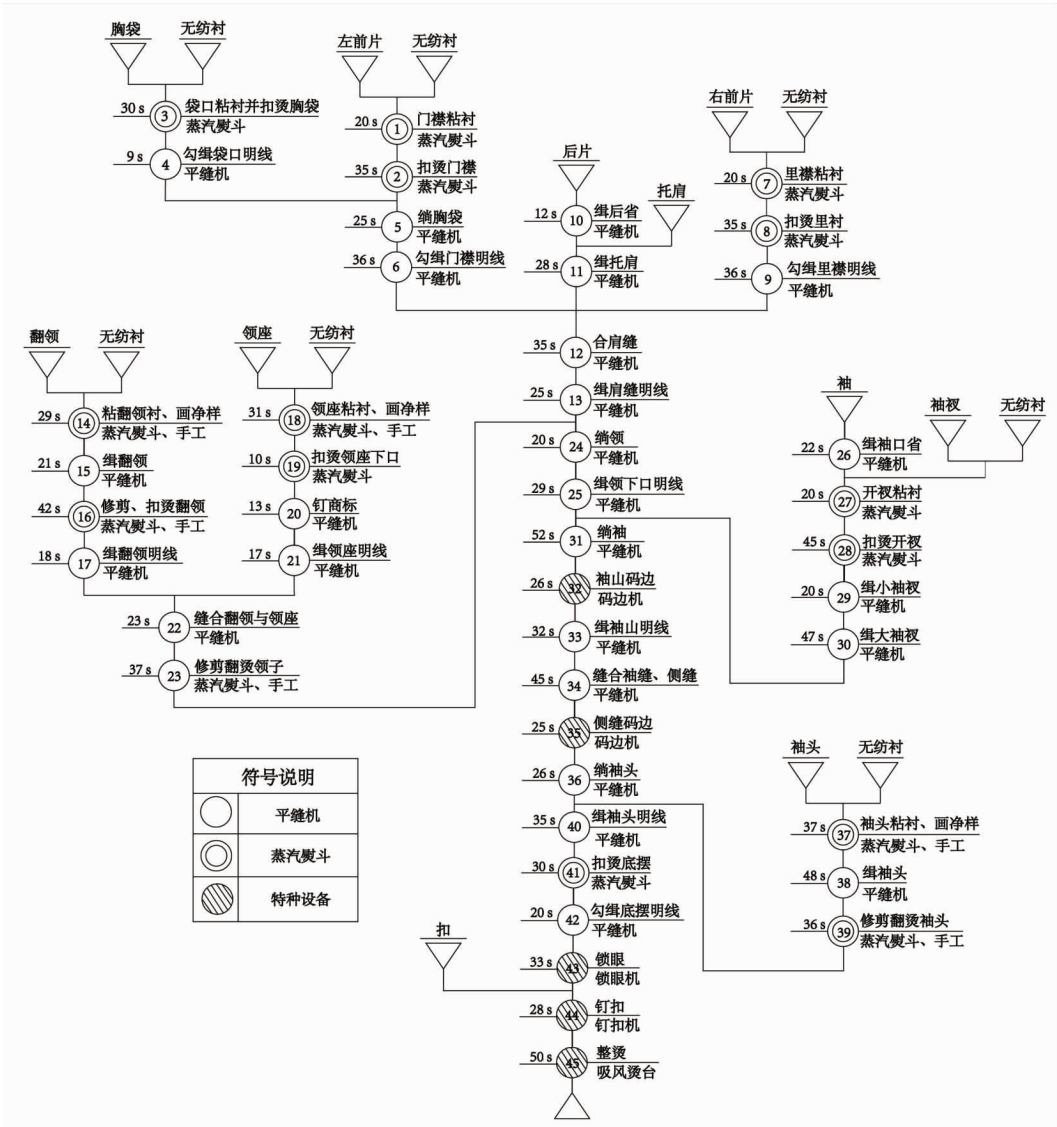 胸袋
无纺衬
30 s
3
袋口粘衬并扣烫胸袋
蒸汽熨斗
9 s
4
勾缉袋口明线
平缝机
左前片
无纺衬
20 s
1
门襟粘衬
蒸汽熨斗
35 s
2
扣烫门襟
蒸汽熨斗
25 s
5
绱胸袋
平缝机
36 s
6
勾缉门襟明线
平缝机
后片
12 s
10
缉后省
平缝机
托肩
28 s
11
缉托肩
平缝机
右前片
无纺衬
20 s
7
里襟粘衬
蒸汽熨斗
35 s
8
扣烫里衬
蒸汽熨斗
36 s
9
勾缉里襟明线
平缝机
35 s
12
合肩缝
平缝机
25 s
13
缉肩缝明线
平缝机
翻领
无纺衬
29 s
14
粘翻领衬、画净样
蒸汽熨斗、手工
21 s
15
缉翻领
平缝机
42 s
16
修剪、扣烫翻领
蒸汽熨斗、手工
18 s
17
缉翻领明线
平缝机
领座
无纺衬
31 s
18
领座粘衬、画净样
蒸汽熨斗、手工
10 s
19
扣烫领座下口
蒸汽熨斗
13 s
20
钉商标
平缝机
17 s
21
缉领座明线
平缝机
23 s
22
缝合翻领与领座
平缝机
37 s
23
修剪翻烫领子
蒸汽熨斗、手工
20 s
24
绱领
平缝机
29 s
25
缉领下口明线
平缝机
袖
22 s
26
缉袖口省
平缝机
袖衩
无纺衬
20 s
27
开衩粘衬
蒸汽熨斗
45 s
28
扣烫开衩
蒸汽熨斗
20 s
29
缉小袖衩
平缝机
47 s
30
缉大袖衩
平缝机
52 s
31
绱袖
平缝机
26 s
32
袖山码边
码边机
32 s
33
缉袖山明线
平缝机
45 s
34
缝合袖缝、侧缝
平缝机
25 s
35
侧缝码边
码边机
26 s
36
绱袖头
平缝机
袖头
无纺衬
37 s
37
袖头粘衬、画净样
蒸汽熨斗、手工
48 s
38
缉袖头
平缝机
36 s
39
修剪翻烫袖头
蒸汽熨斗、手工
35 s
40
缉袖头明线
平缝机
30 s
41
扣烫底摆
蒸汽熨斗
20 s
42
勾缉底摆明线
平缝机
33 s
43
锁眼
锁眼机
扣
28 s
44
钉扣
钉扣机
50 s
45
整烫
吸风烫台
符号说明
平缝机
蒸汽熨斗
特种设备